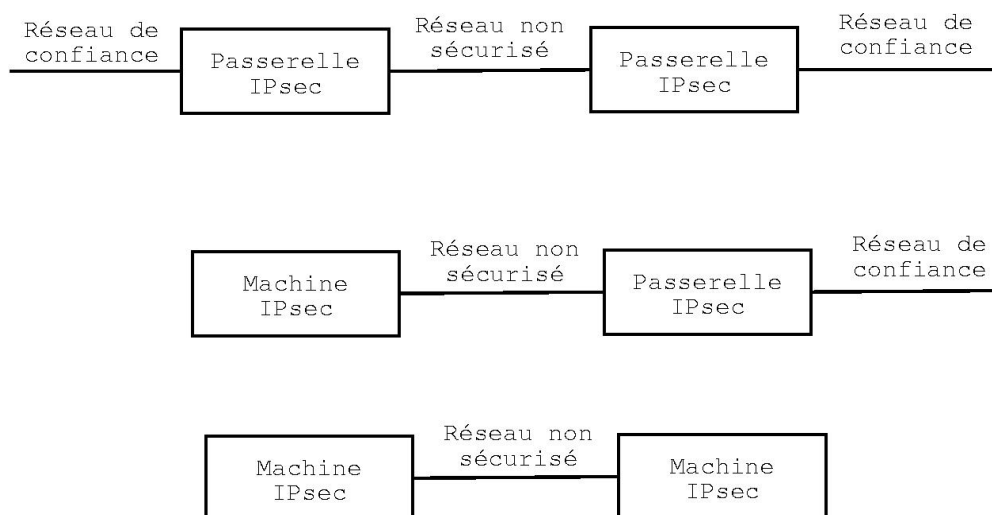 Réseau de
confiance
Passerelle
IPsec
Réseau non
sécurisé
Passerelle
IPsec
Réseau de
confiance
Machine
IPsec
Réseau non
sécurisé
Passerelle
IPsec
Réseau de
confiance
Machine
IPsec
Réseau non
sécurisé
Machine
IPsec